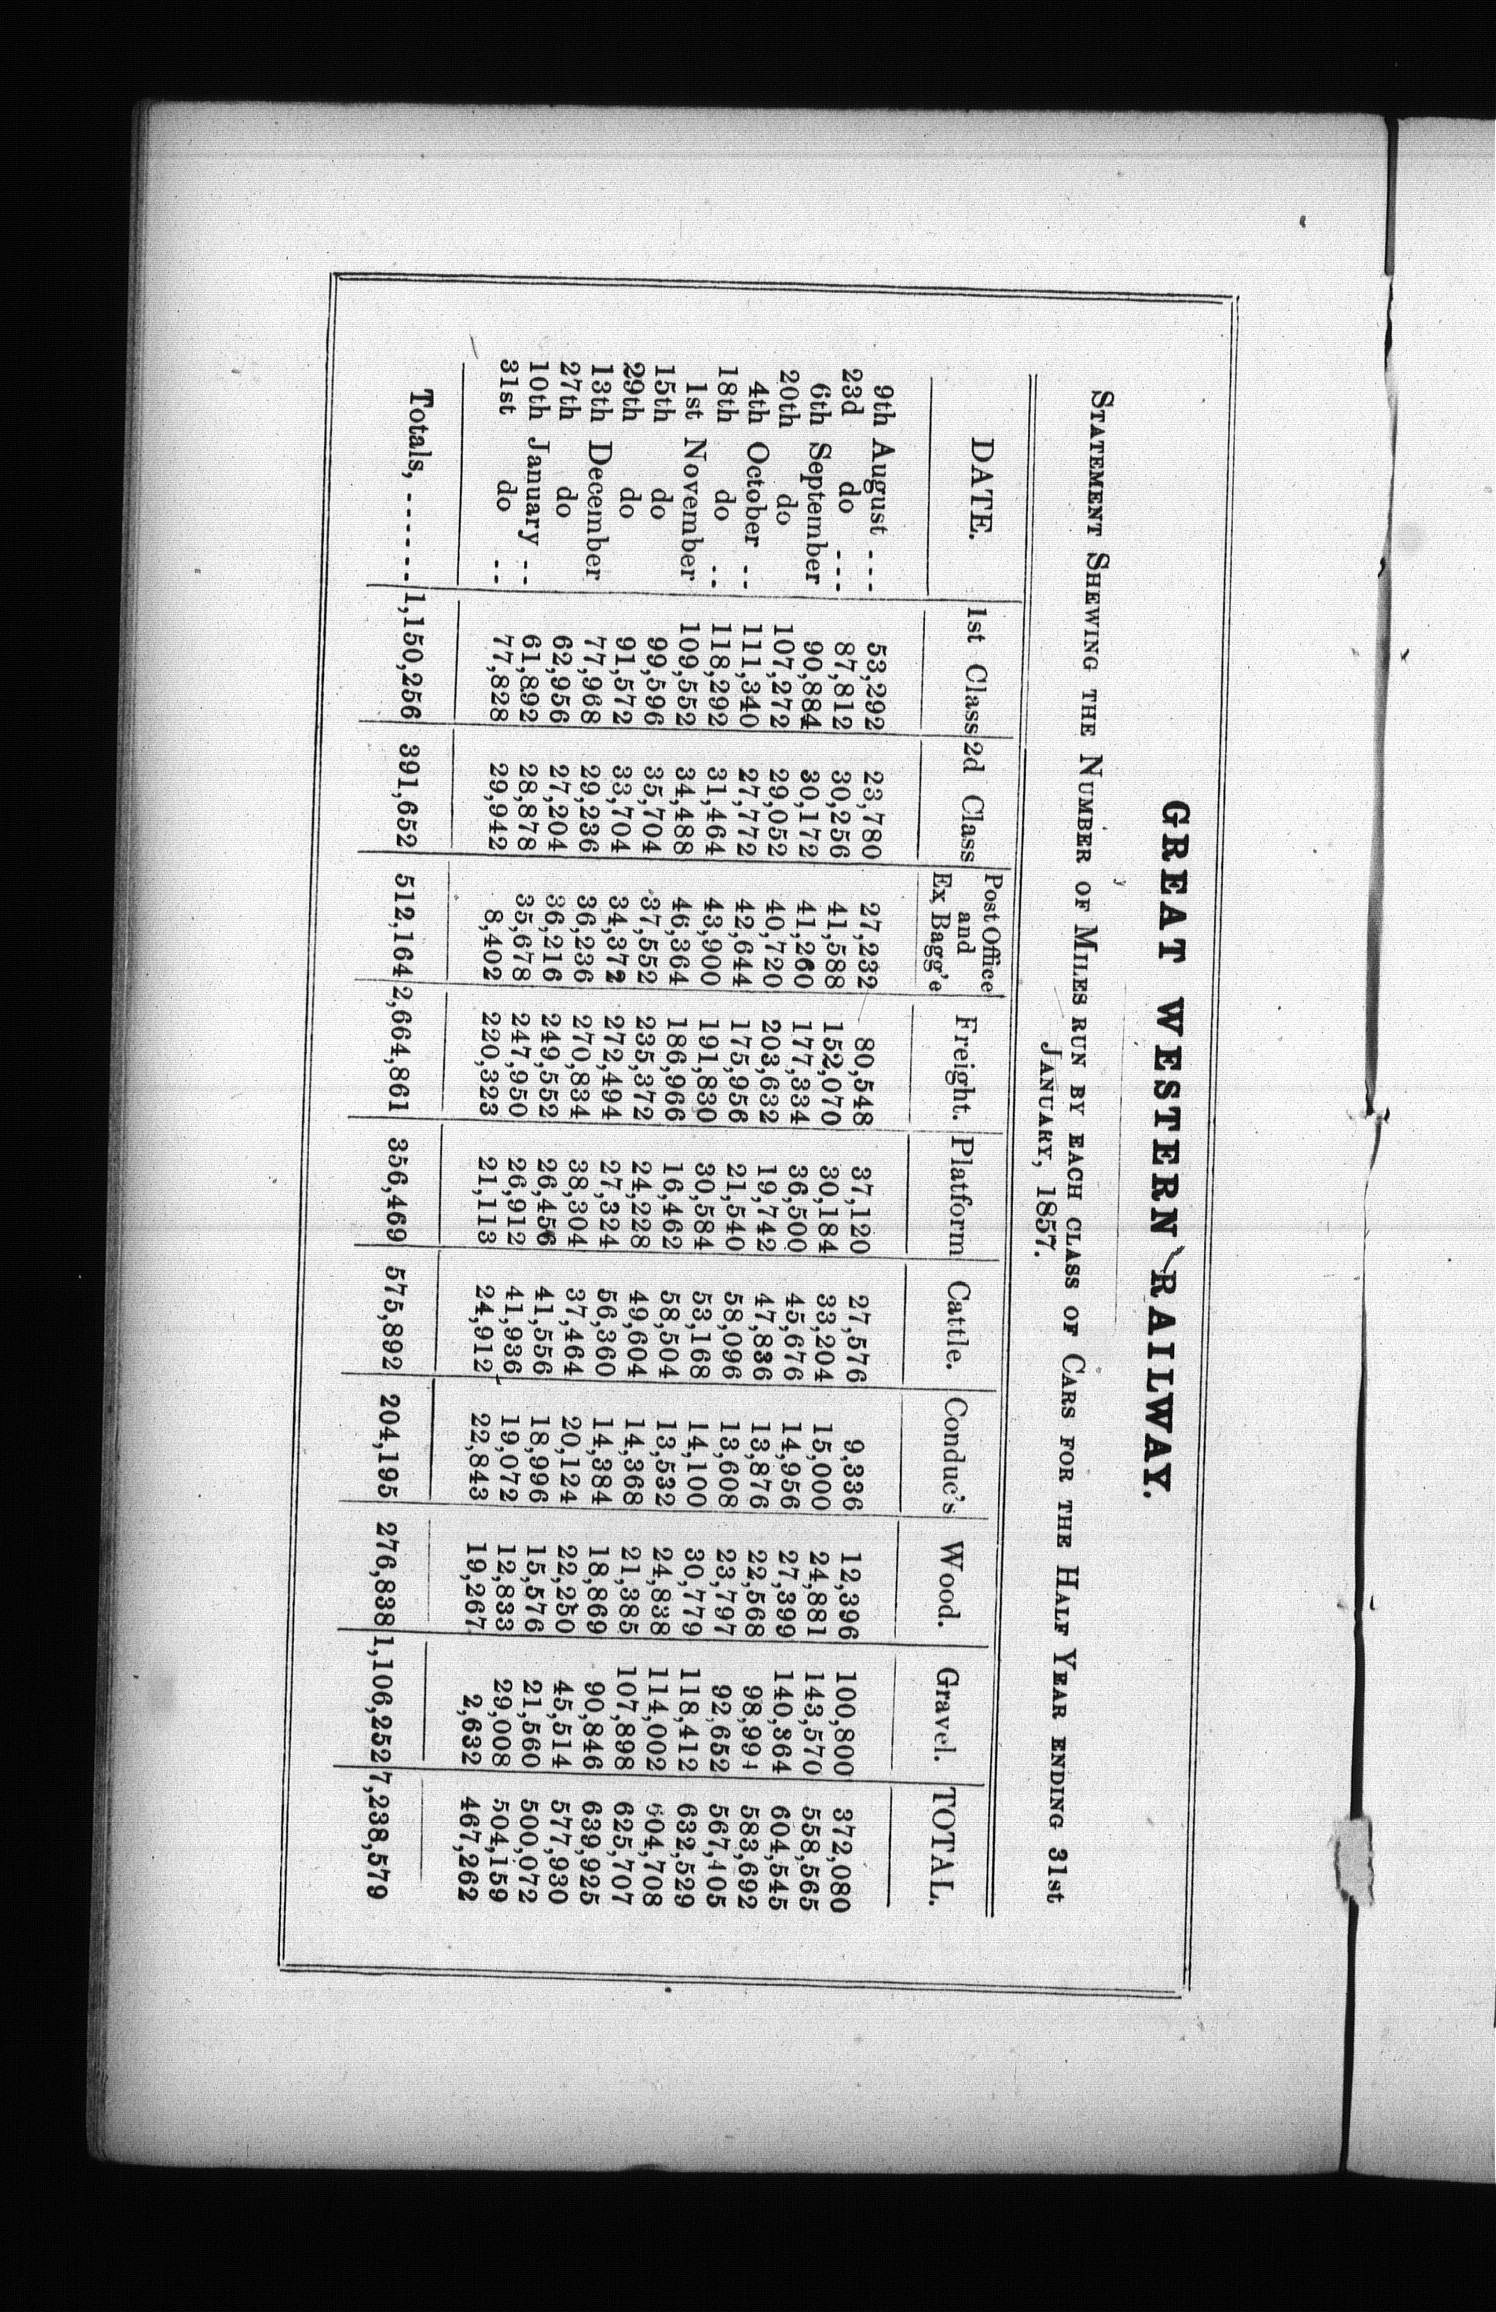 GREAT WESTERN RAILWAY.
STATEMENT SHEWING THE NUMBER OF MILES RUN BY EACH CLASS OF CARS FOR THE HALF YEAR ENDING 31st
JANUARY, 1857.
DATE. 1st Class 2d Class Post Office and Ex. Bagg'e Freight. Platform Cattle. Conduc's Wood. Gravel. TOTAL.
9th August --- 53,292 23,780 27,232 80,548 37,120 27,576 9,336 12,396 100,800 372,080
23d do --- 87,812 30,256 41,588 152,070 30,184 33,204 15,000 24,881 143,570 558,565
6th September 90,884 30,172 41,260 177,334 36,500 45,676 14,956 27,399 140,364 604,545
20th do 107,272 29,052 40,720 203,632 19,742 47,836 13,876 22,568 98,994 583,692
4th October -- 111,340 27,772 42,644 175,956 21,540 58,096 13,608 23,797 92,652 567,405
18th do -- 118,292 31,464 43,900 191,830 30,584 53,168 14,100 30,779 118,412 632,529
1st November 109,552 34,488 46,364 186,966 16,462 58,504 13,532 24,838 114,002 604,708
15th do 99,596 35,704 37,552 235,372 24,228 49,604 14,368 21,385 107,898 625,707
29th do 91,572 33,704 34,372 272,494 27,324 56,360 14,384 18,869 90,846 639,925
13th December 77,968 29,236 36,236 270,834 38,304 37,464 20,124 22,250 45,514 577,930
27th do 62,956 27,204 36,216 249,552 26,456 41,556 18,996 15,576 21,560 500,072
10th January -- 61,892 28,878 35,678 247,950 26,912 41,936 19,072 12,833 29,008 504,159
31st do -- 77,828 29,942 8,402 220,323 21,113 24,912 22,843 19,267 2,632 467,262
Totals, ------ 1,150,256 391,652 512,164 2,664,861 356,469 575,892 204,195 276,838 1,106,252 7,238,579